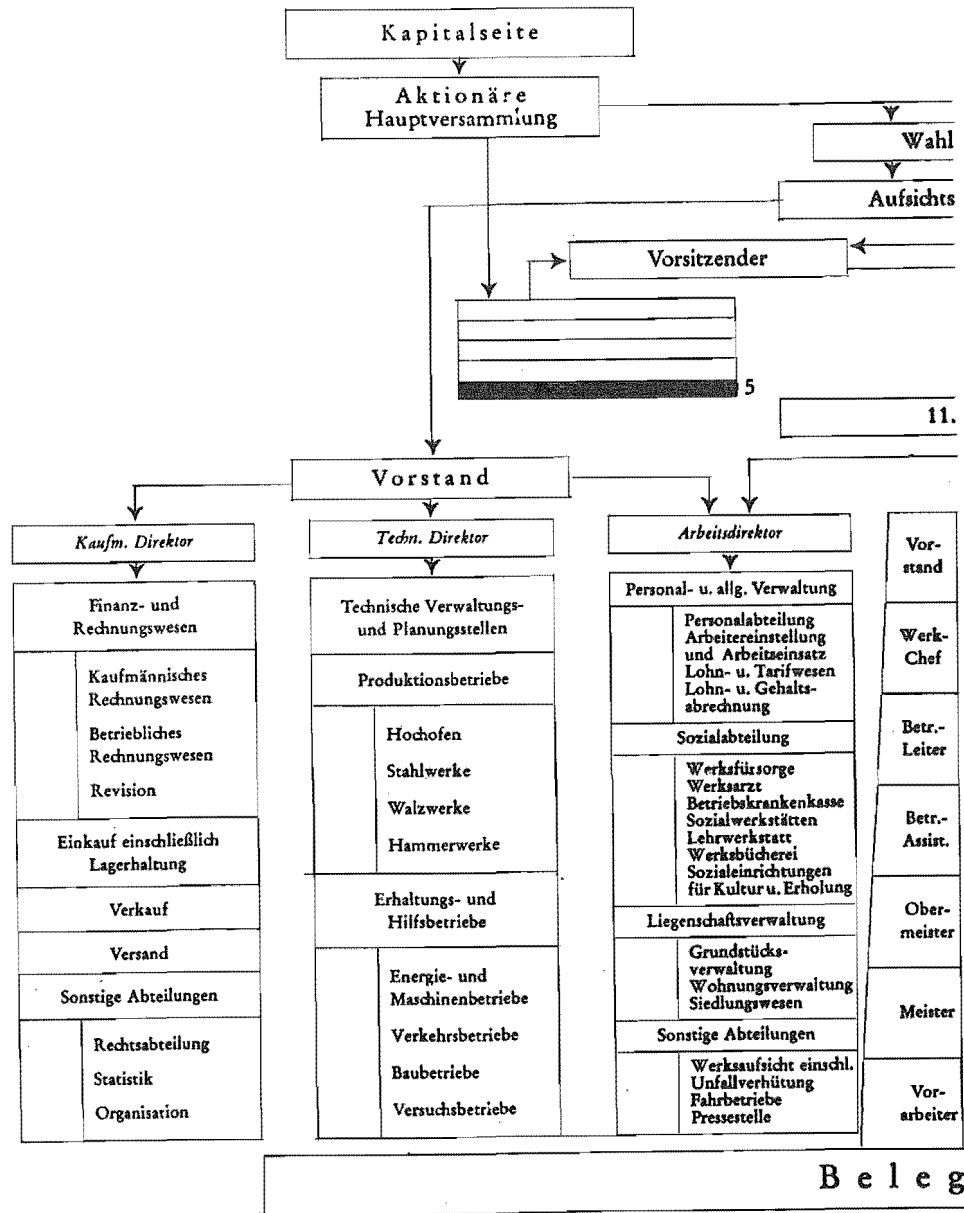 Kapitalseite
Aktionäre
Hauptversammlung
Wahl
Aufsichts
Vorsitzender
5
11.
Vorstand
Kaufm. Direktor
Finanz- und
Rechnungswesen
Kaufmännisches
Rechnungswesen
Betriebliches
Rechnungswesen
Revision
Einkauf einschließlich
Lagerhaltung
Verkauf
Versand
Sonstige Abteilungen
Rechtsabteilung
Statistik
Organisation
Techn. Direktor
Technische Verwaltungs-
und Planungsstellen
Produktionsbetriebe
Hochofen
Stahlwerke
Walzwerke
Hammerwerke
Erhaltungs- und
Hilfsbetriebe
Energie- und
Maschinenbetriebe
Verkehrsbetriebe
Baubetriebe
Versuchsbetriebe
Arbeitsdirektor
Personal- u. allg. Verwaltung
Personalabteilung
Arbeitereinstellung
und Arbeitseinsatz
Lohn- u. Tarifwesen
Lohn- u. Gehalts-
abrechnung
Sozialabteilung
Werksfürsorge
Werksarzt
Betriebskrankenkasse
Sozialwerkstätten
Lehrwerkstatt
Werksbücherei
Sozialeinrichtungen
für Kultur u. Erholung
Liegenschaftsverwaltung
Grundstücks-
verwaltung
Wohnungsverwaltung
Siedlungswesen
Sonstige Abteilungen
Werksaufsicht einschl.
Unfallverhütung
Fahrbetriebe
Pressestelle
Vor-
stand
Werk-
Chef
Betr.-
Leiter
Betr.-
Assist.
Ober-
meister
Meister
Vor-
arbeiter
Beleg